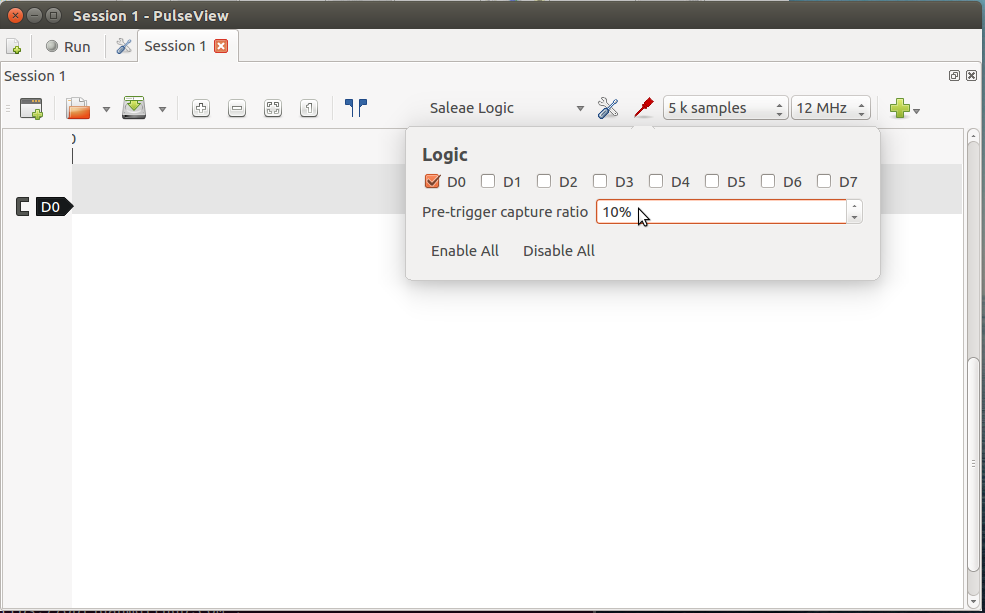 Session 1 - PulseView
Run
Session 1
Session 1
Saleae Logic
5 k samples
12 MHz
0
D0
Logic
D0 D1 D2 D3 D4 D5 D6 D7
Pre-trigger capture ratio 10%
Enable All Disable All